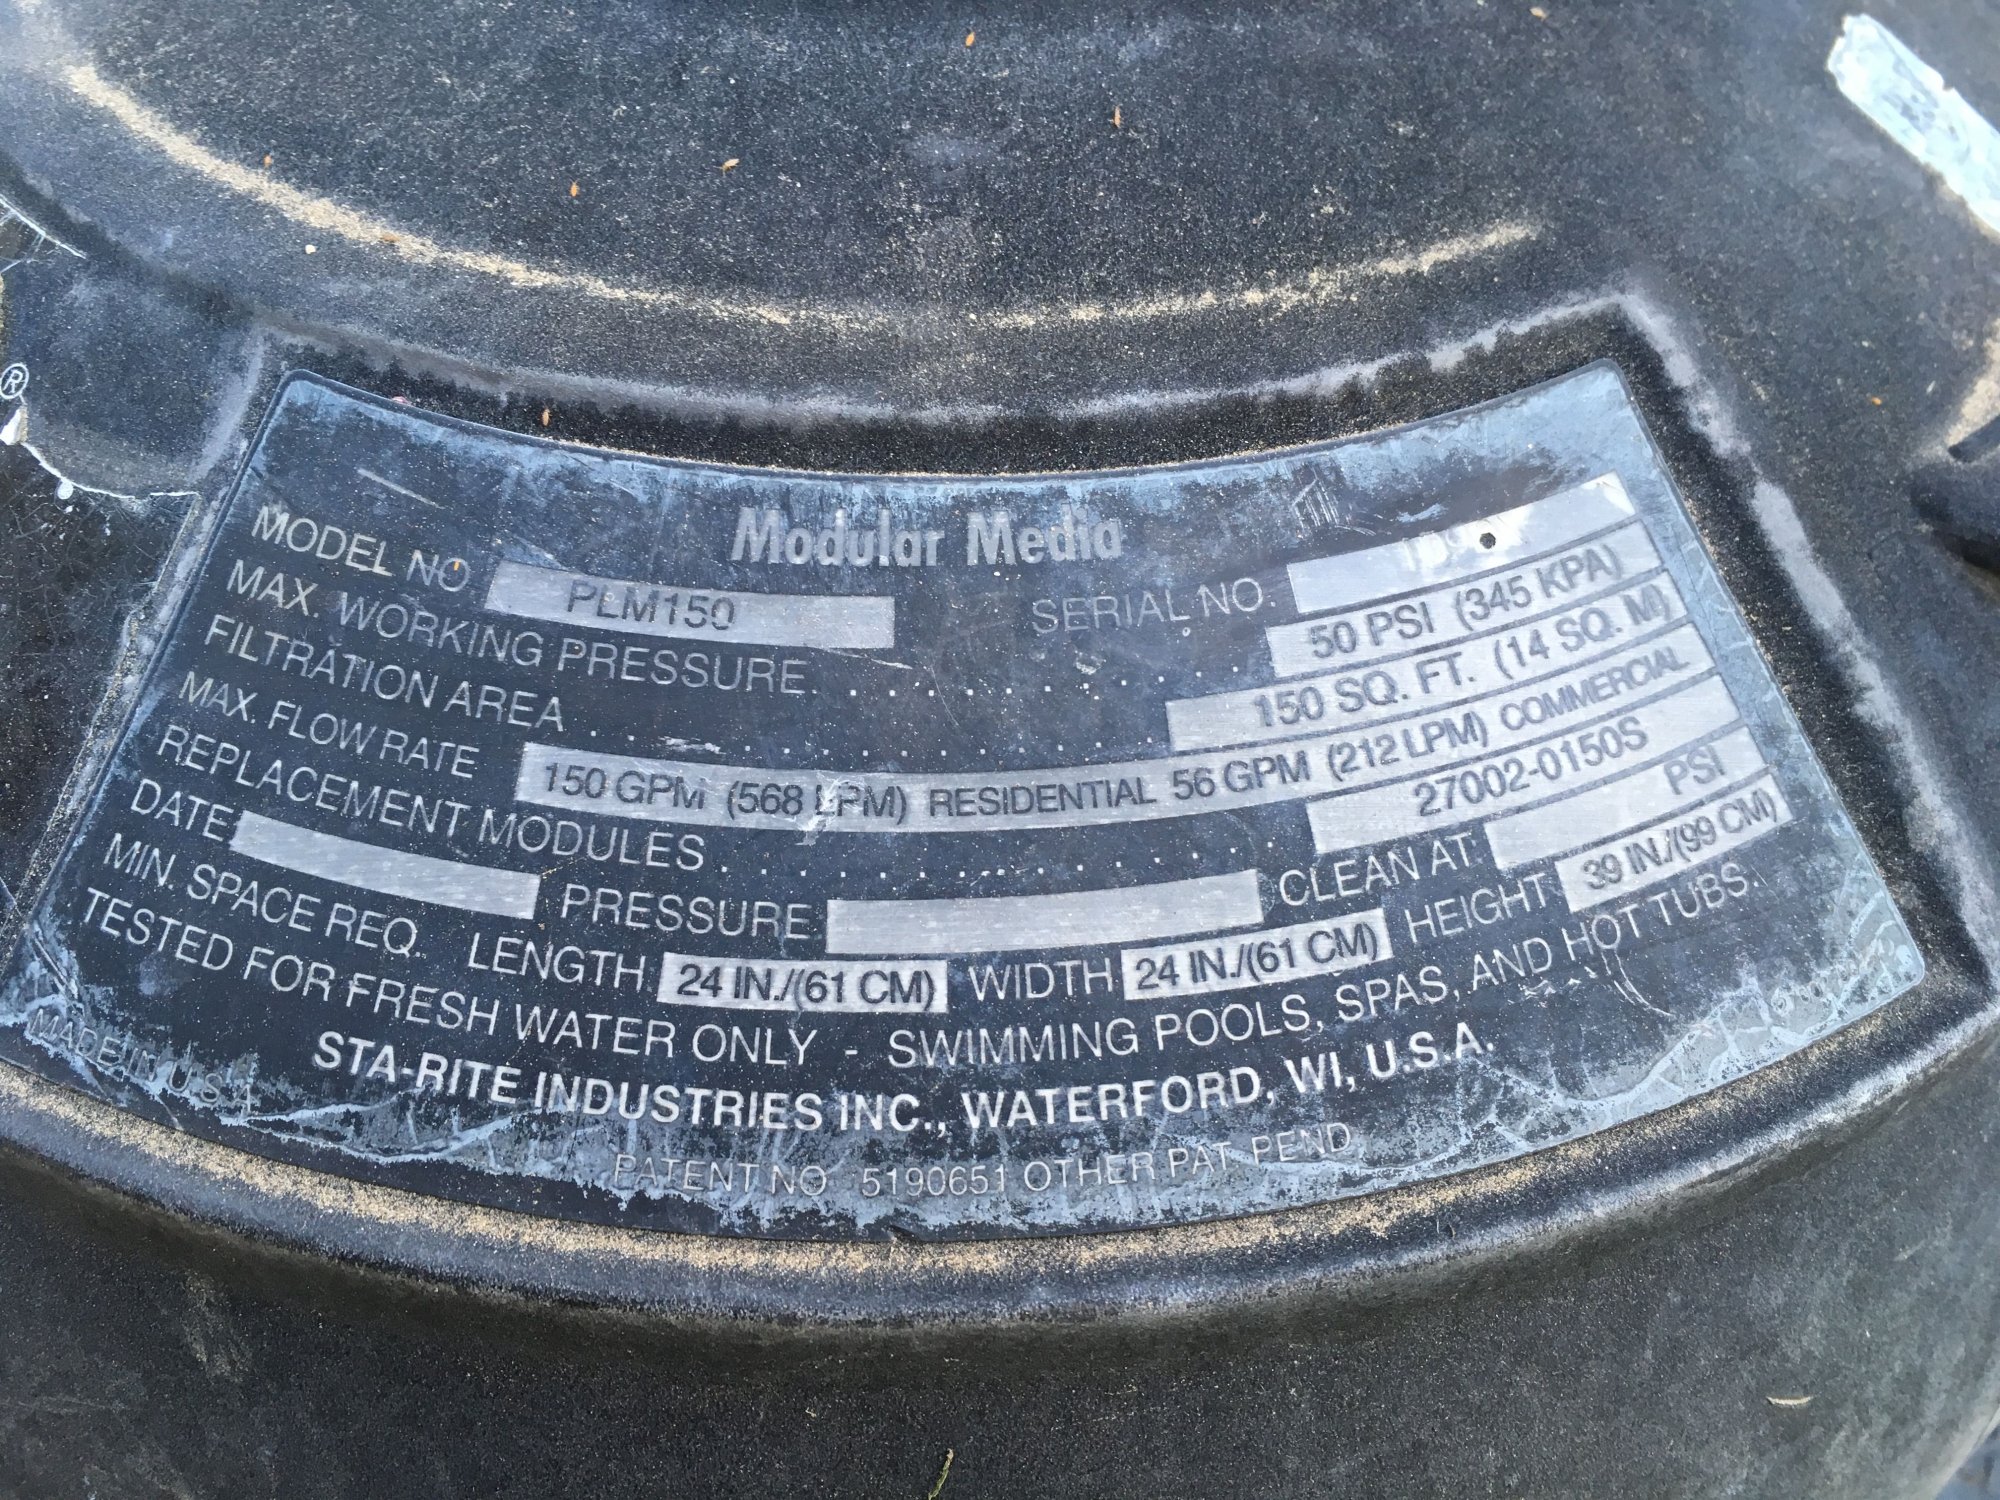 ®
Modular Media
MODEL NO. PLM150 SERIAL NO.
MAX. WORKING PRESSURE. . . . . . . . . . . . 50 PSI (345 KPA)
FILTRATION AREA . . . . . . . . . . . . . . . . . 150 SQ. FT. (14 SQ. M)
MAX. FLOW RATE 150 GPM (568 LPM) RESIDENTIAL 56 GPM (212 LPM) COMMERCIAL
REPLACEMENT MODULES . . . . . . . . . . . . . . . 27002-0150S
DATE PRESSURE CLEAN AT PSI
MIN. SPACE REQ. LENGTH 24 IN./(61 CM) WIDTH 24 IN./(61 CM) HEIGHT 39 IN./(99 CM)
TESTED FOR FRESH WATER ONLY - SWIMMING POOLS, SPAS, AND HOT TUBS.
STA-RITE INDUSTRIES INC., WATERFORD, WI, U.S.A.
MADE IN U.S.A.
PATENT NO 5190651 OTHER PAT. PEND